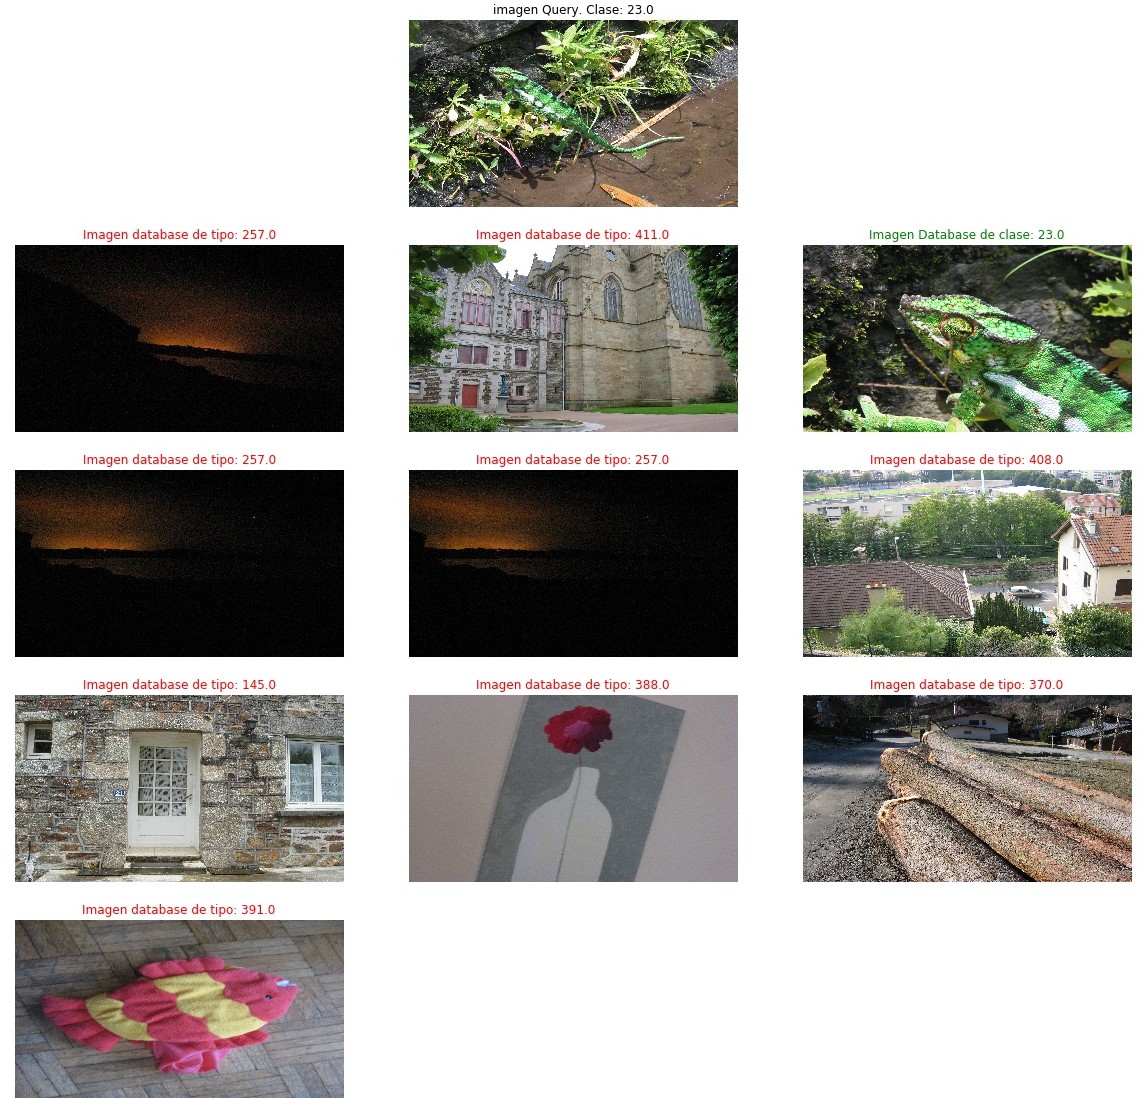 imagen Query. Clase: 23.0
Imagen database de tipo: 257.0
Imagen database de tipo: 411.0
Imagen Database de clase: 23.0
Imagen database de tipo: 257.0
Imagen database de tipo: 257.0
Imagen database de tipo: 408.0
Imagen database de tipo: 145.0
Imagen database de tipo: 388.0
Imagen database de tipo: 370.0
Imagen database de tipo: 391.0